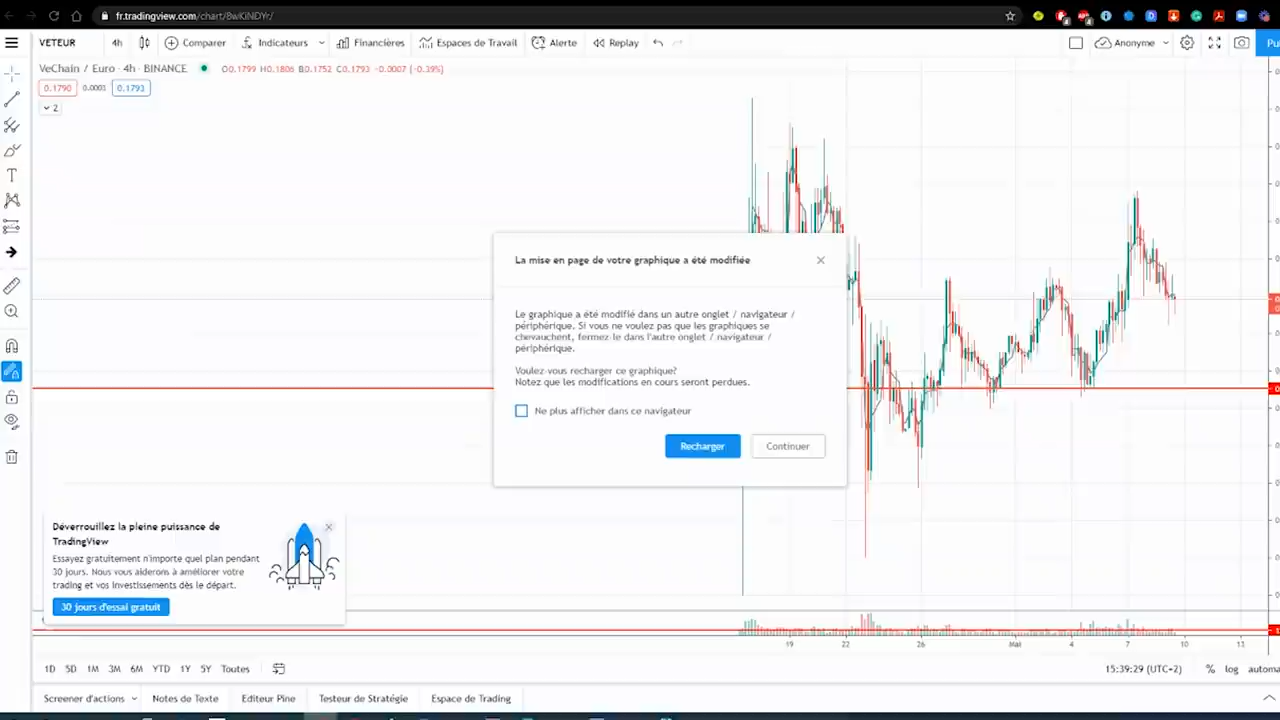 fr.tradingview.com/chart/BwKiNDYr/
VETEUR 4h Comparer Indicateurs Financières Espaces de Travail Alerte Replay Anonyme Pu
VeChain / Euro · 4h · BINANCE O0.1799 H0.1806 B0.1752 C0.1793 -0.0007 (-0.39%)
0.1790 0.0003 0.1793
2
La mise en page de votre graphique a été modifiée
Le graphique a été modifié dans un autre onglet / navigateur /
périphérique. Si vous ne voulez pas que les graphiques se
chevauchent, fermez-le dans l'autre onglet / navigateur /
périphérique.
Voulez-vous recharger ce graphique?
Notez que les modifications en cours seront perdues.
Ne plus afficher dans ce navigateur
Recharger Continuer
Déverrouillez la pleine puissance de
TradingView
Essayez gratuitement n'importe quel plan pendant
30 jours. Nous vous aiderons à améliorer votre
trading et vos investissements dès le départ.
30 jours d'essai gratuit
19 22 26 Mai 4 7 10 13
1D 5D 1M 3M 6M YTD 1Y 5Y Toutes 15:39:29 (UTC+2) % log automa
Screener d'actions Notes de Texte Editeur Pine Testeur de Stratégie Espace de Trading